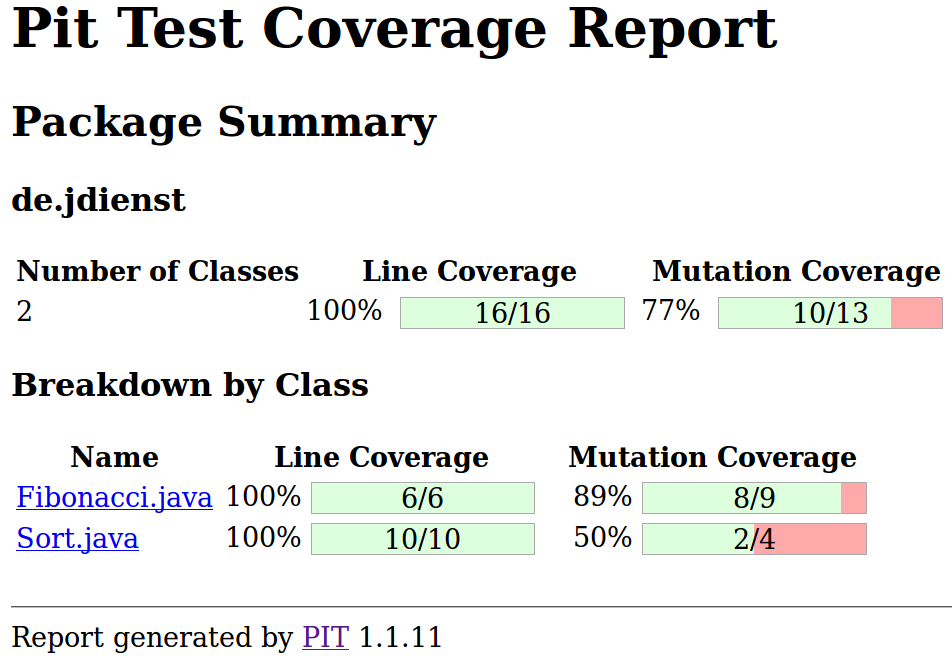 Pit Test Coverage Report
Package Summary
de.jdienst
Number of Classes Line Coverage Mutation Coverage
2 100% 16/16 77% 10/13
Breakdown by Class
Name Line Coverage Mutation Coverage
Fibonacci.java 100% 6/6 89% 8/9
Sort.java 100% 10/10 50% 2/4
Report generated by PIT 1.1.11